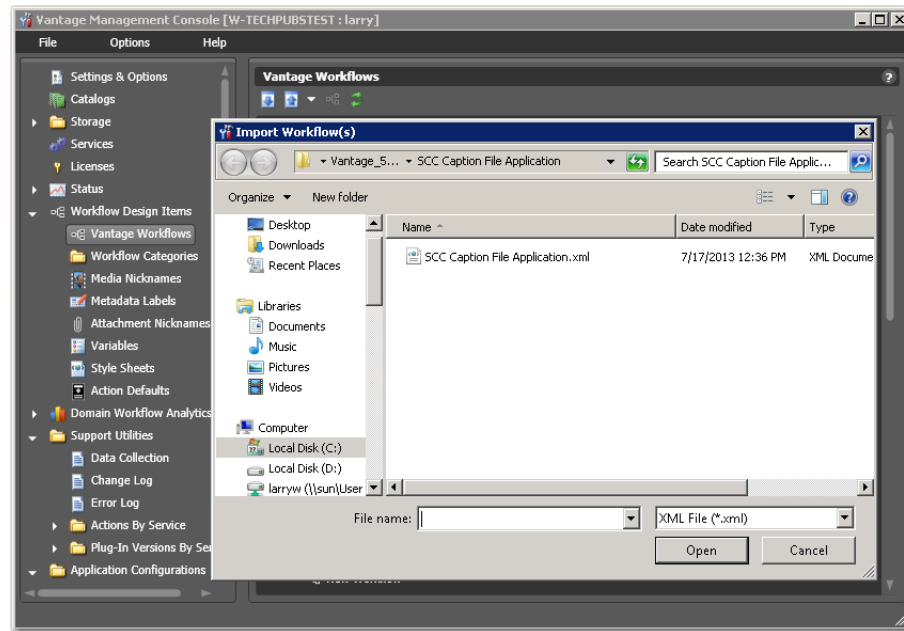 Vantage Management Console [W-TECHPUBSTEST : larry]
File Options Help
Settings & Options
Catalogs
Storage
Services
Licenses
Status
Workflow Design Items
Vantage Workflows
Workflow Categories
Media Nicknames
Metadata Labels
Attachment Nicknames
Variables
Style Sheets
Action Defaults
Domain Workflow Analytics
Support Utilities
Data Collection
Change Log
Error Log
Actions By Service
Plug-In Versions By Ser
Application Configurations
Vantage Workflows
?
Import Workflow(s)
Vantage_5... SCC Caption File Application
Search SCC Caption File Applic...
Organize New folder
Desktop
Downloads
Recent Places
Libraries
Documents
Music
Pictures
Videos
Computer
Local Disk (C:)
Local Disk (D:)
larryw (\\sun\User
Name Date modified Type
SCC Caption File Application.xml 7/17/2013 12:36 PM XML Docume
File name: XML File (*.xml)
Open Cancel